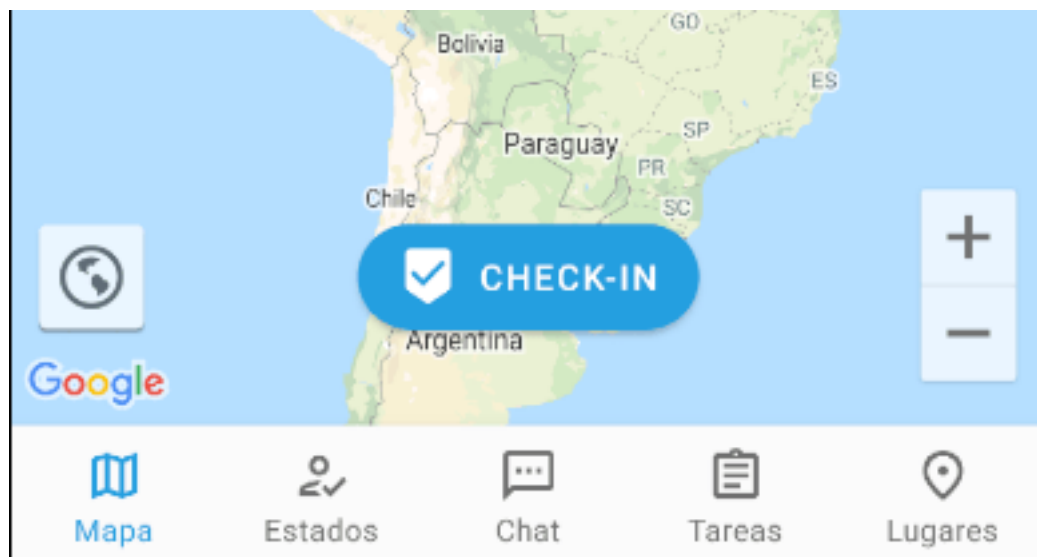 GO
Bolivia
ES
SP
Paraguay
PR
Chile
SC
CHECK-IN
Argentina
Google
Mapa
Estados
Chat
Tareas
Lugares